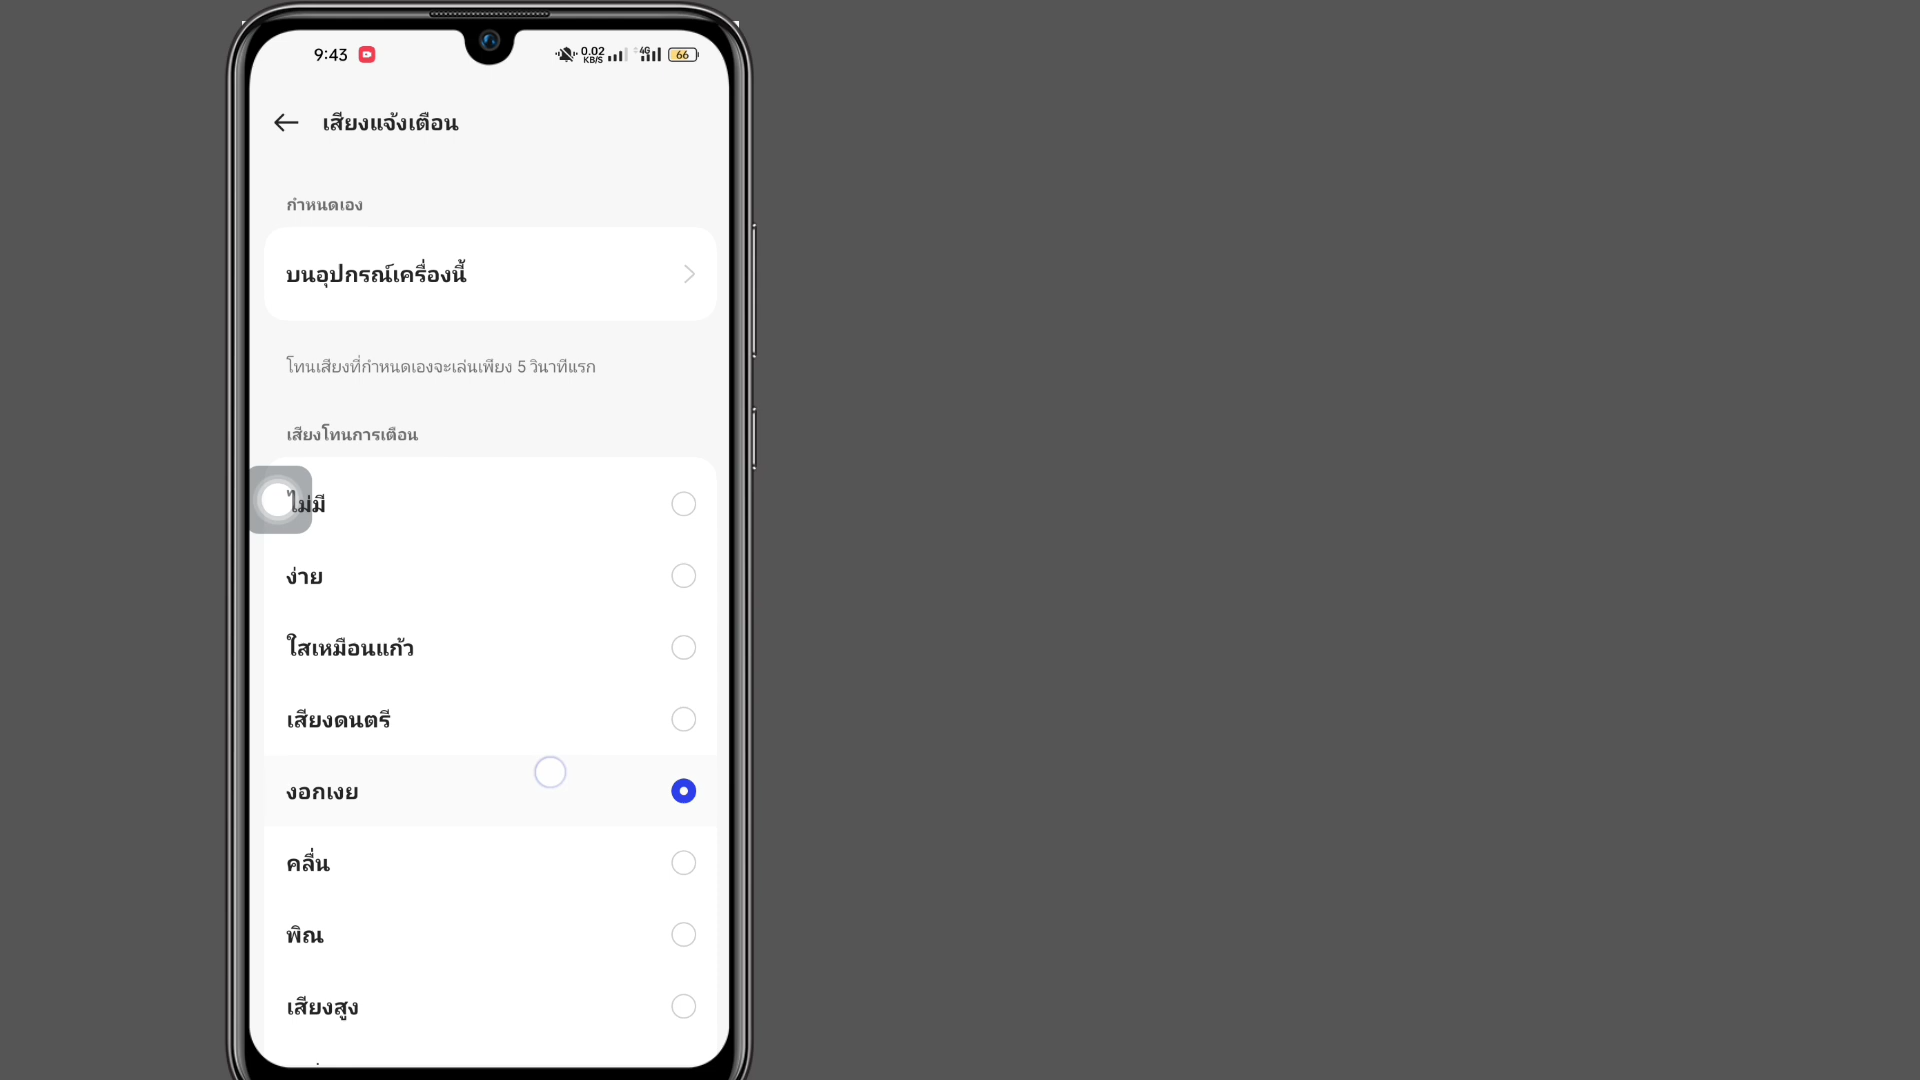 9:43 0.02 KB/S 4G 66
เสียงแจ้งเตือน
กำหนดเอง
บนอุปกรณ์เครื่องนี้
โทนเสียงที่กำหนดเองจะเล่นเพียง 5 วินาทีแรก
เสียงโทนการเตือน
ไม่มี
ง่าย
ใสเหมือนแก้ว
เสียงดนตรี
งอกเงย
คลื่น
พิณ
เสียงสูง